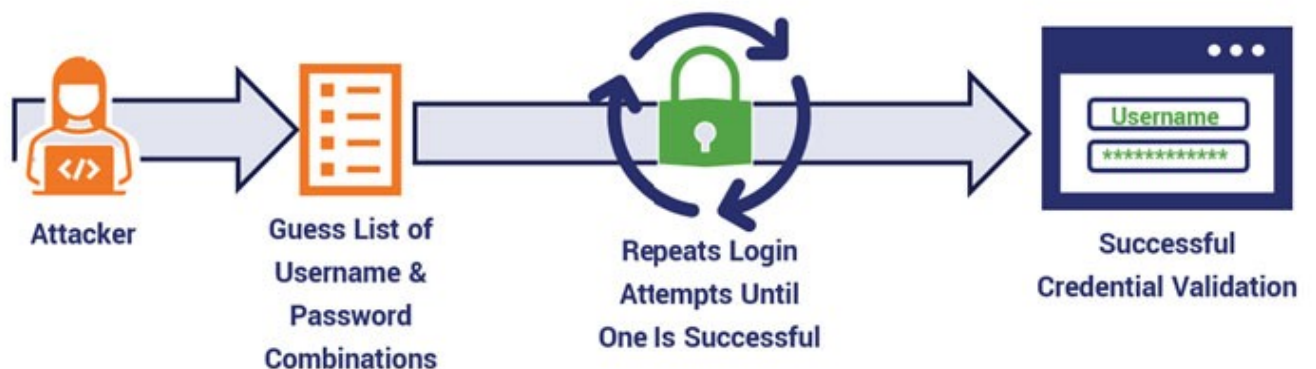 </>
Attacker
Guess List of
Username &
Password
Combinations
Repeats Login
Attempts Until
One Is Successful
Username
************
Successful
Credential Validation